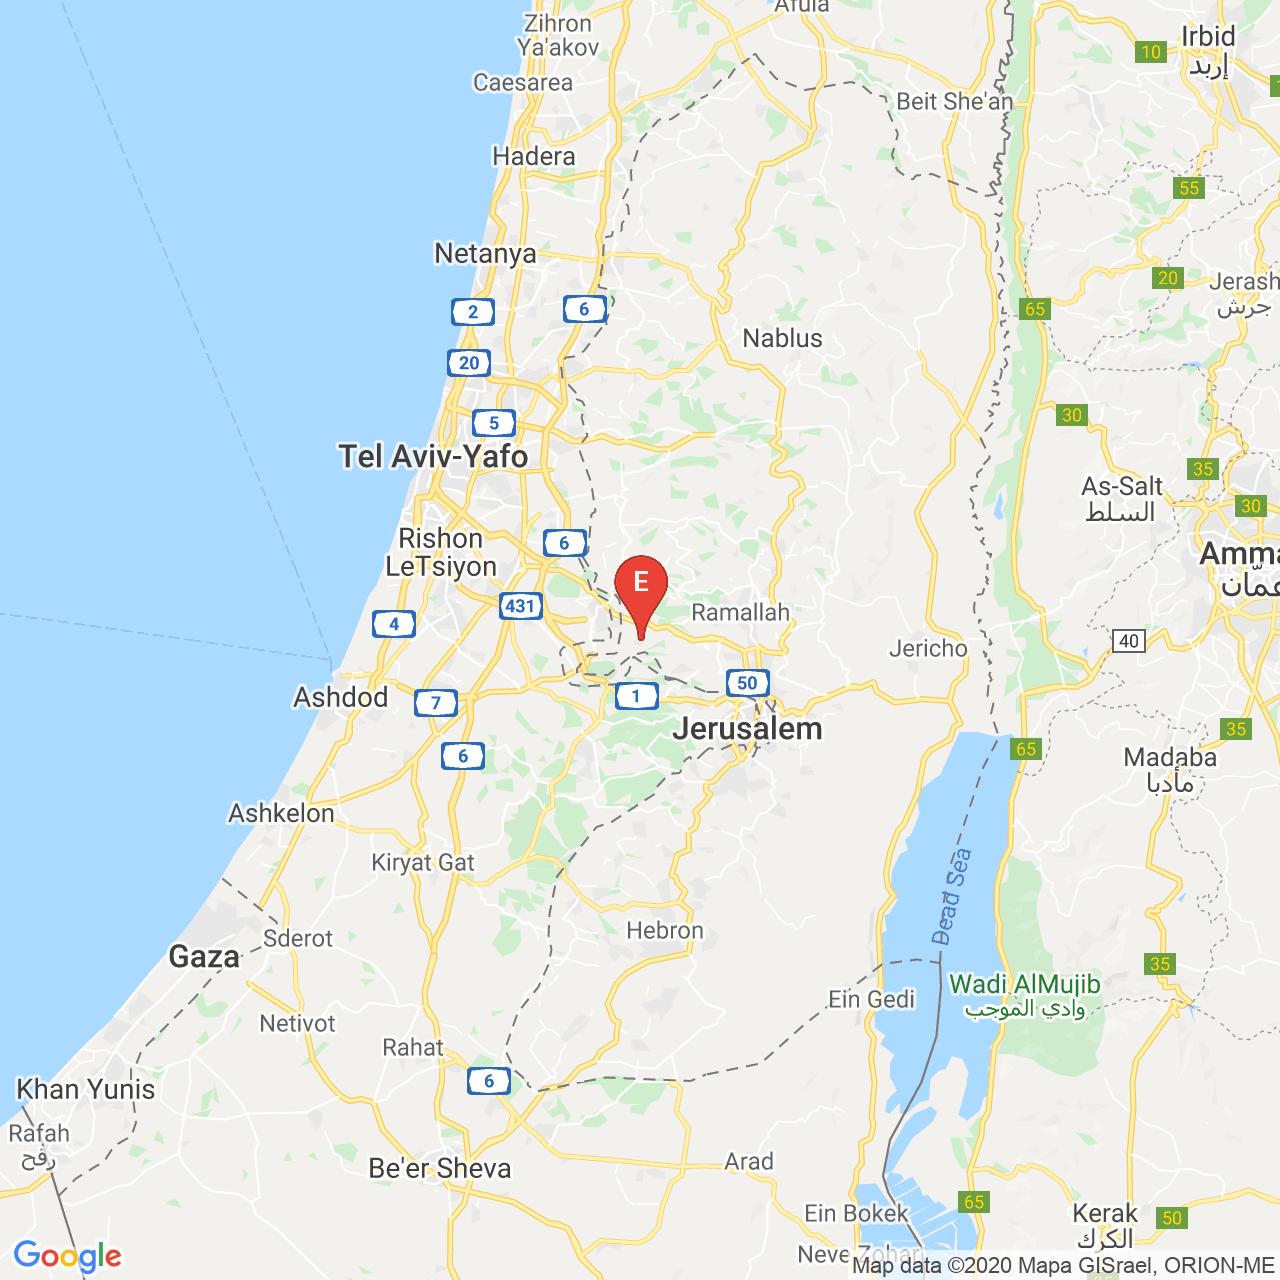 Afula
Zihron
Ya'akov
Irbid
إربد
10
Caesarea
Beit She'an
Hadera
55
Netanya
20
Jerash
جرش
2
6
65
Nablus
20
30
5
Tel Aviv-Yafo
35
As-Salt
السلط
30
Rishon
LeTsiyon
6
Amma
عمّان
E
431
4
Ramallah
Jericho
40
Ashdod
7
1
50
Jerusalem
35
6
65
Madaba
مأدبا
Ashkelon
Kiryat Gat
Dead Sea
Hebron
Sderot
Gaza
35
Wadi AlMujib
وادي الموجب
Ein Gedi
Netivot
Rahat
6
Khan Yunis
Rafah
رفح
Be'er Sheva
Arad
65
Ein Bokek
Kerak
الكرك
50
Neve Zohar
Google
Map data ©2020 Mapa GISrael, ORION-ME